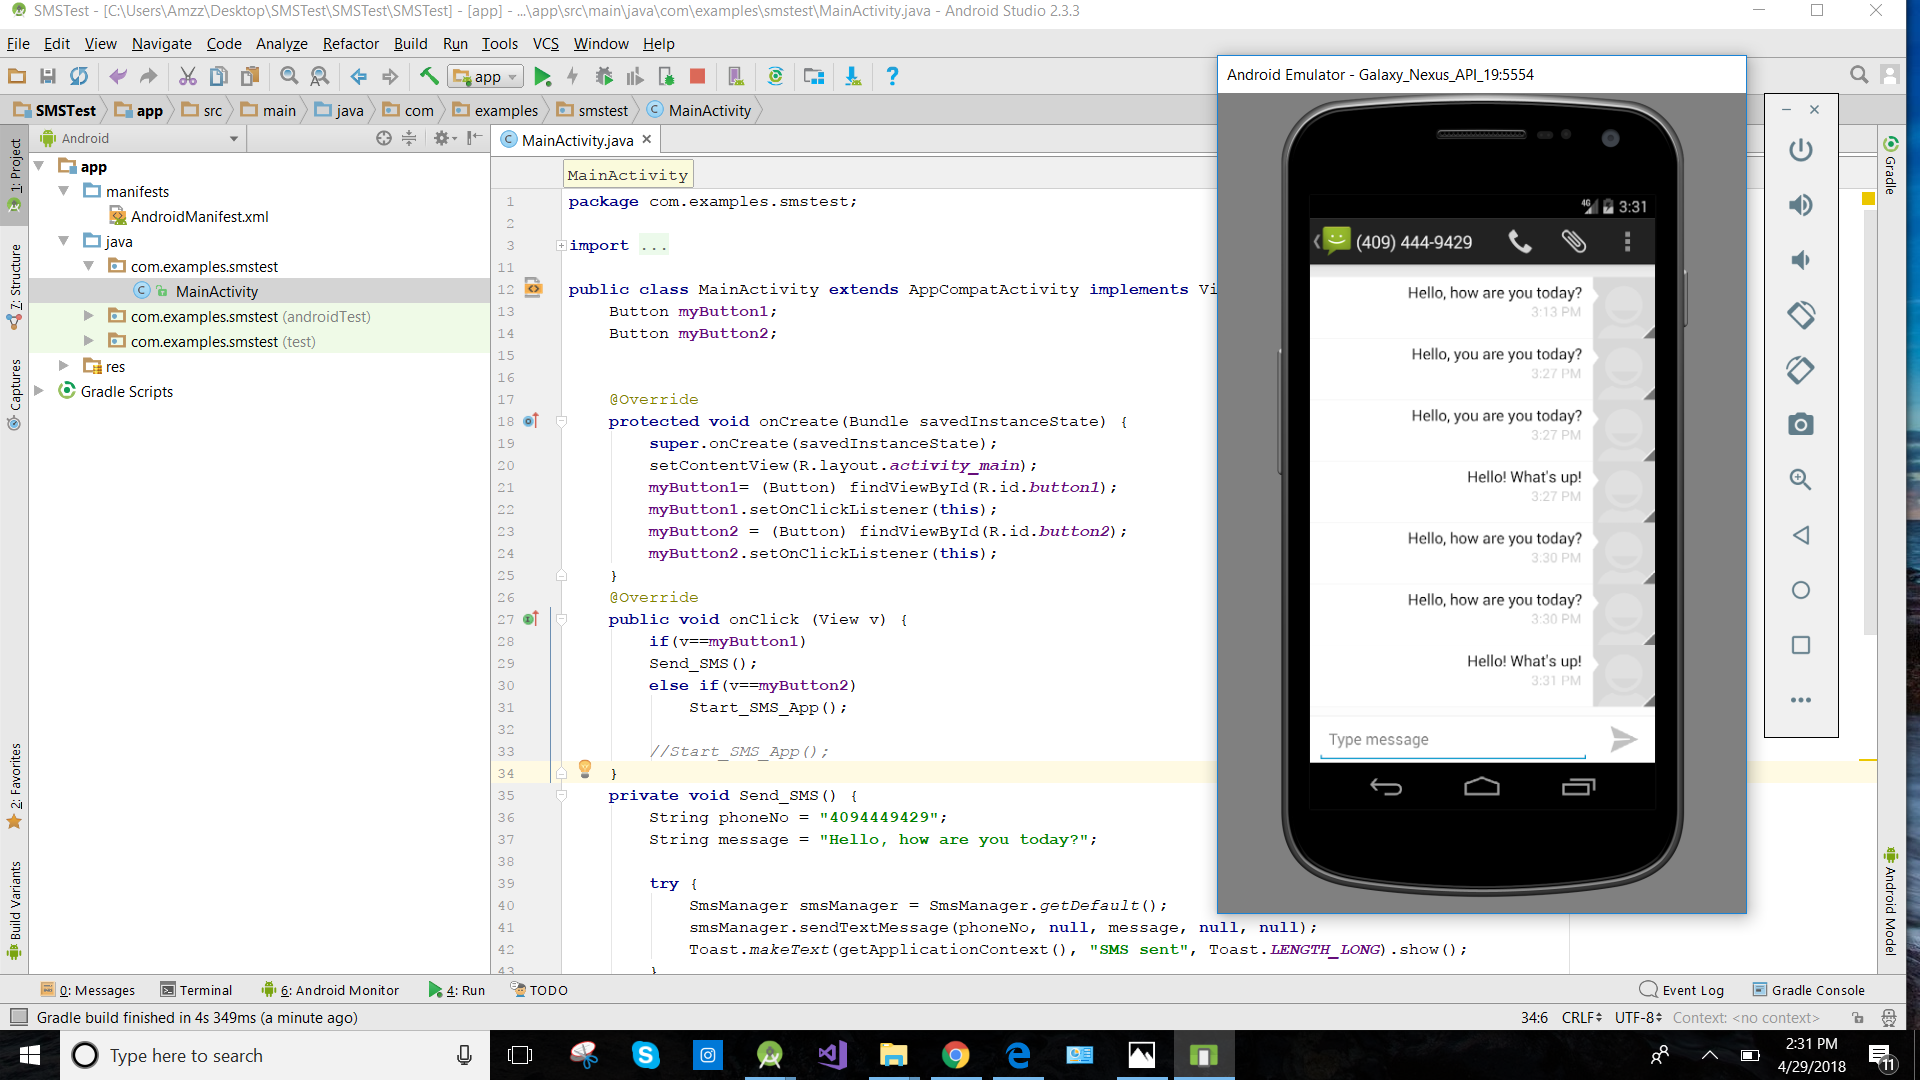 SMSTest - [C:\Users\Amzz\Desktop\SMSTest\SMSTest\SMSTest] - [app] - ...\app\src\main\java\com\examples\smstest\MainActivity.java - Android Studio 2.3.3
File Edit View Navigate Code Analyze Refactor Build Run Tools VCS Window Help
app
SMSTest app src main java com examples smstest MainActivity
1: Project
Z: Structure
Captures
2: Favorites
Build Variants
Android
app
manifests
AndroidManifest.xml
java
com.examples.smstest
MainActivity
com.examples.smstest (androidTest)
com.examples.smstest (test)
res
Gradle Scripts
MainActivity.java
MainActivity
1 package com.examples.smstest;
2
3 import ...
11
12 public class MainActivity extends AppCompatActivity implements Vi
13 Button myButton1;
14 Button myButton2;
15
16
17 @Override
18 protected void onCreate(Bundle savedInstanceState) {
19 super.onCreate(savedInstanceState);
20 setContentView(R.layout.activity_main);
21 myButton1= (Button) findViewById(R.id.button1);
22 myButton1.setOnClickListener(this);
23 myButton2 = (Button) findViewById(R.id.button2);
24 myButton2.setOnClickListener(this);
25 }
26 @Override
27 public void onClick (View v) {
28 if(v==myButton1)
29 Send_SMS();
30 else if(v==myButton2)
31 Start_SMS_App();
32
33 //Start_SMS_App();
34 }
35 private void Send_SMS() {
36 String phoneNo = "4094449429";
37 String message = "Hello, how are you today?";
38
39 try {
40 SmsManager smsManager = SmsManager.getDefault();
41 smsManager.sendTextMessage(phoneNo, null, message, null, null);
42 Toast.makeText(getApplicationContext(), "SMS sent", Toast.LENGTH_LONG).show();
43 }
Android Emulator - Galaxy_Nexus_API_19:5554
4G 3:31
(409) 444-9429
Hello, how are you today?
3:13 PM
Hello, you are you today?
3:27 PM
Hello, you are you today?
3:27 PM
Hello! What's up!
3:27 PM
Hello, how are you today?
3:30 PM
Hello, how are you today?
3:30 PM
Hello! What's up!
3:31 PM
Type message
Gradle
Android Model
0: Messages Terminal 6: Android Monitor 4: Run TODO Event Log Gradle Console
Gradle build finished in 4s 349ms (a minute ago) 34:6 CRLF UTF-8 Context: <no context>
Type here to search
2:31 PM
4/29/2018
11